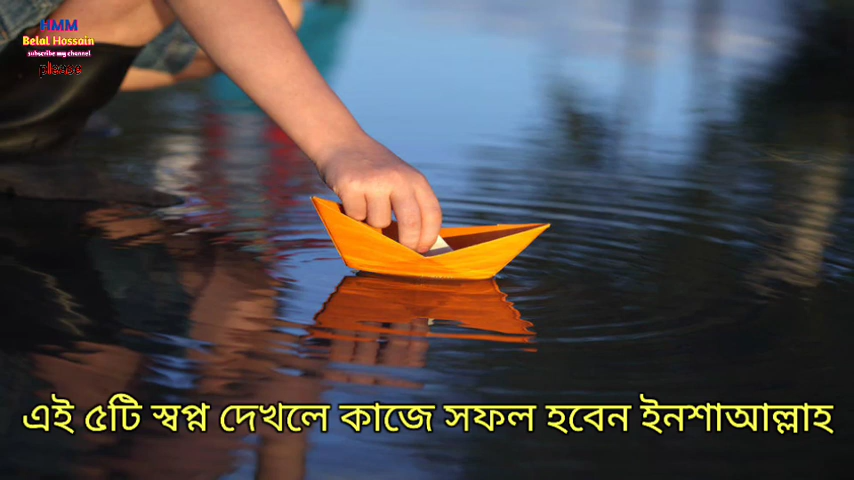 HMM
Belal Hossain
subscribe my channel
please
এই ৫টি স্বপ্ন দেখলে কাজে সফল হবেন ইনশাআল্লাহ